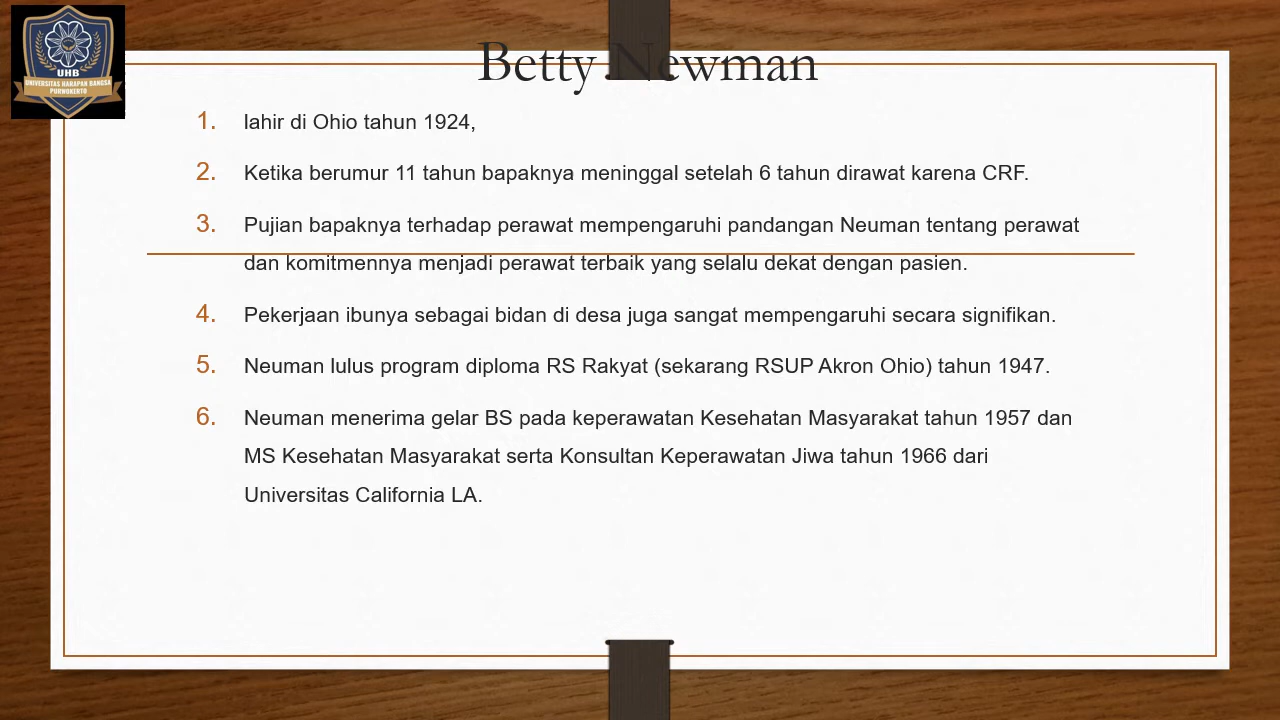 UHB
UNIVERSITAS HARAPAN BANGSA
PURWOKERTO
Betty Newman
1. lahir di Ohio tahun 1924,
2. Ketika berumur 11 tahun bapaknya meninggal setelah 6 tahun dirawat karena CRF.
3. Pujian bapaknya terhadap perawat mempengaruhi pandangan Neuman tentang perawat
dan komitmennya menjadi perawat terbaik yang selalu dekat dengan pasien.
4. Pekerjaan ibunya sebagai bidan di desa juga sangat mempengaruhi secara signifikan.
5. Neuman lulus program diploma RS Rakyat (sekarang RSUP Akron Ohio) tahun 1947.
6. Neuman menerima gelar BS pada keperawatan Kesehatan Masyarakat tahun 1957 dan
MS Kesehatan Masyarakat serta Konsultan Keperawatan Jiwa tahun 1966 dari
Universitas California LA.